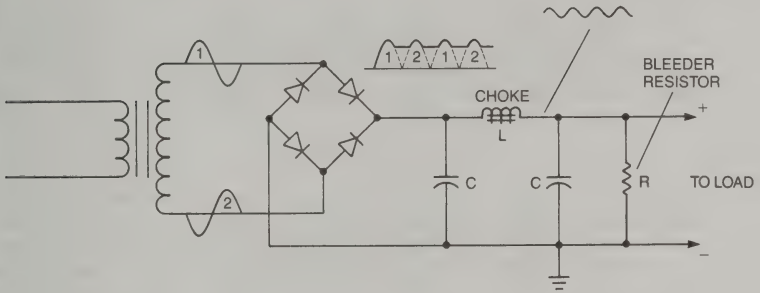 1
1 2 1 2
CHOKE
L
BLEEDER
RESISTOR
+
C
C
R
TO LOAD
2
–